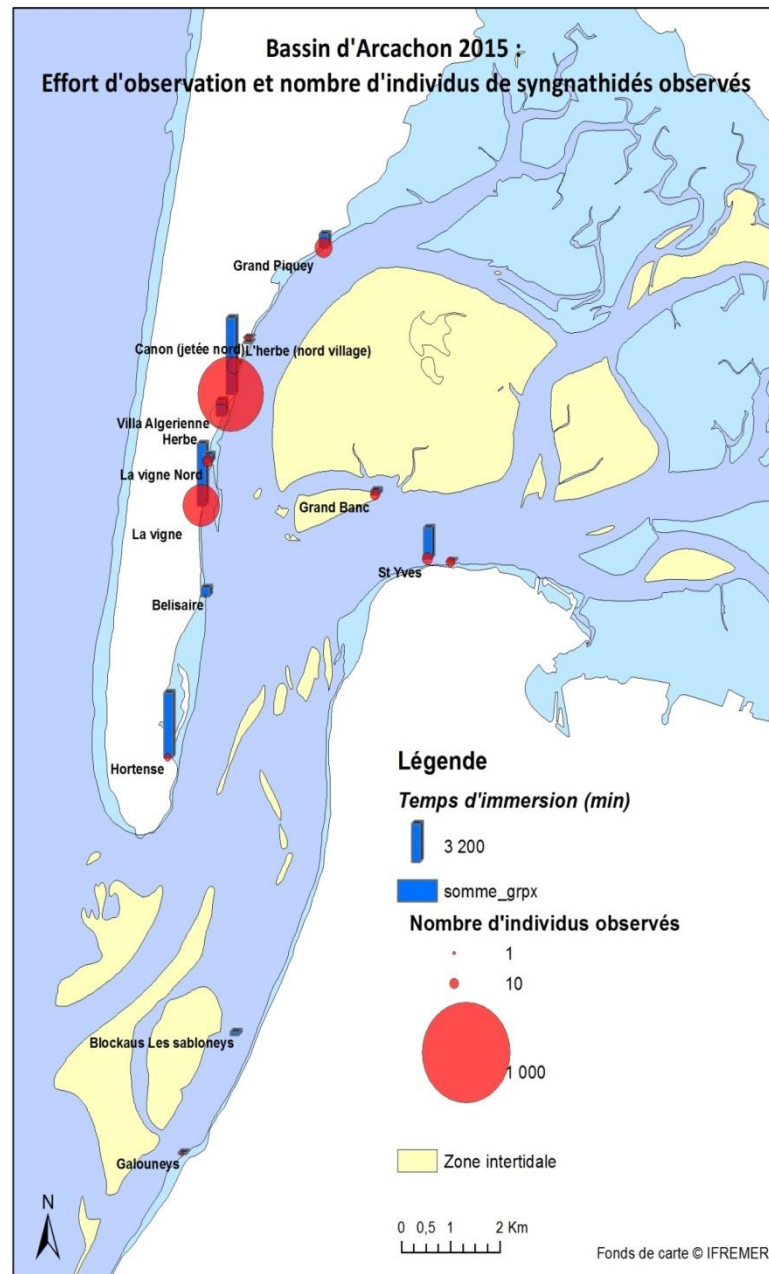 Bassin d'Arcachon 2015 :
Effort d'observation et nombre d'individus de syngnathidés observés
Grand Piquey
Canon (jetée nord)
L'herbe (nord village)
Villa Algerienne
Herbe
La vigne Nord
Grand Banc
La vigne
St Yves
Belisaire
Hortense
Légende
Temps d'immersion (min)
3 200
somme_grpx
Nombre d'individus observés
1
10
1 000
Blockaus Les sabloneys
Galouneys
Zone intertidale
N
0 0,5 1 2 Km
Fonds de carte © IFREMER